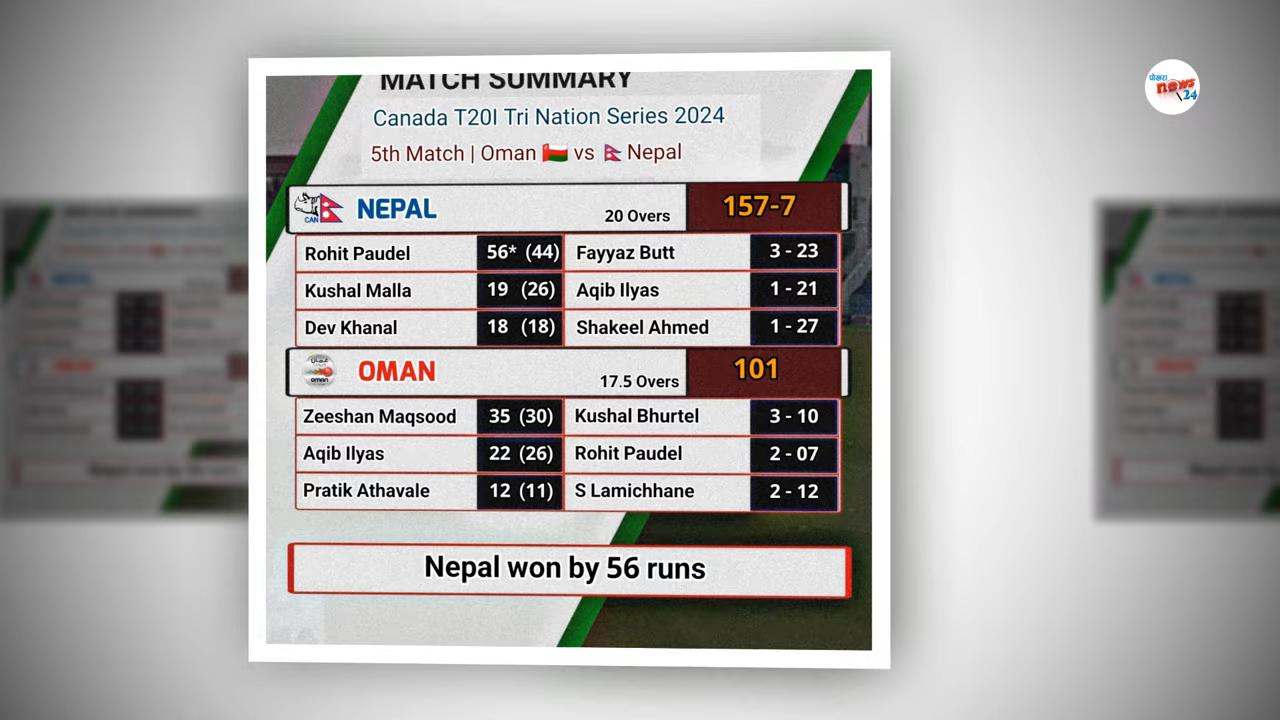 पोखरा
news
24
MATCH SUMMARY
Canada T20I Tri Nation Series 2024
5th Match | Oman vs Nepal
CAN NEPAL 20 Overs 157-7
Rohit Paudel 56* (44) Fayyaz Butt 3 - 23
Kushal Malla 19 (26) Aqib Ilyas 1 - 21
Dev Khanal 18 (18) Shakeel Ahmed 1 - 27
oman OMAN 17.5 Overs 101
Zeeshan Maqsood 35 (30) Kushal Bhurtel 3 - 10
Aqib Ilyas 22 (26) Rohit Paudel 2 - 07
Pratik Athavale 12 (11) S Lamichhane 2 - 12
Nepal won by 56 runs